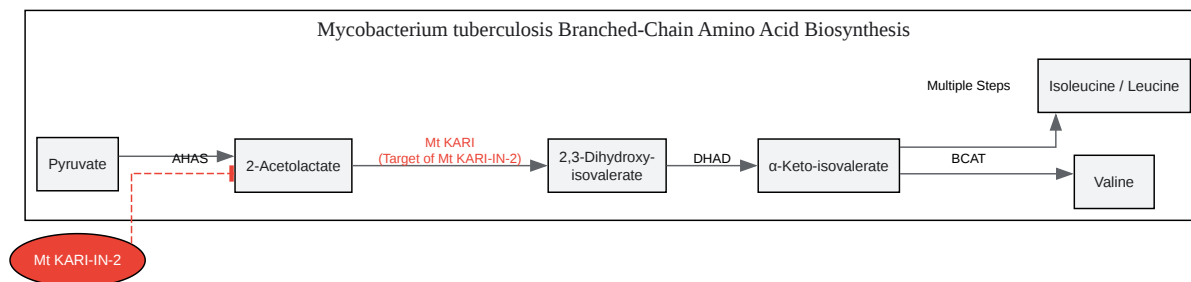 Mycobacterium tuberculosis Branched-Chain Amino Acid Biosynthesis
Multiple Steps
Isoleucine / Leucine
Pyruvate
AHAS
2-Acetolactate
Mt KARI
(Target of Mt KARI-IN-2)
2,3-Dihydroxy-
isovalerate
DHAD
α-Keto-isovalerate
BCAT
Valine
Mt KARI-IN-2